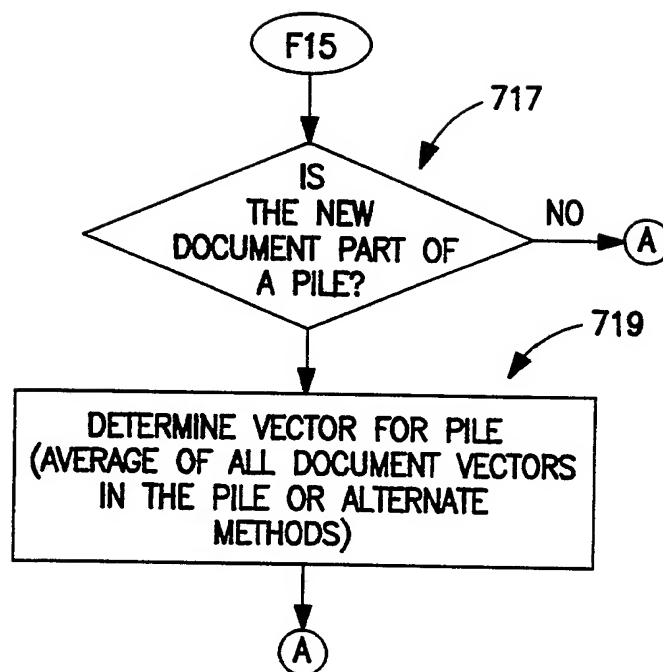 F15
717
IS
THE NEW
DOCUMENT PART OF
A PILE?
NO
A
719
DETERMINE VECTOR FOR PILE
(AVERAGE OF ALL DOCUMENT VECTORS
IN THE PILE OR ALTERNATE
METHODS)
A